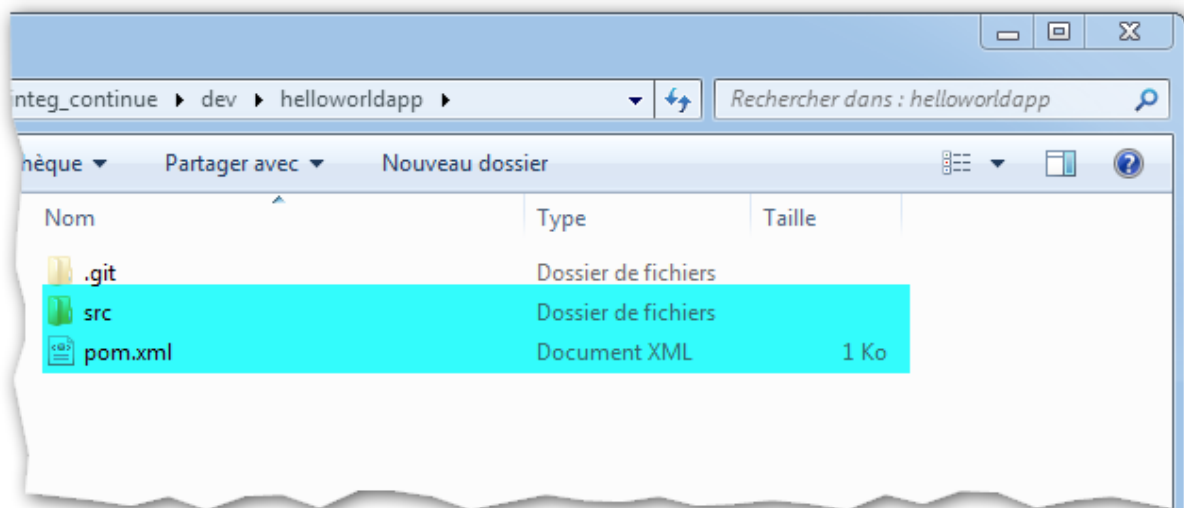 integ_continue ▸ dev ▸ helloworldapp ▸ Rechercher dans : helloworldapp
Partager avec Nouveau dossier
Nom Type Taille
.git Dossier de fichiers
src Dossier de fichiers
pom.xml Document XML 1 Ko